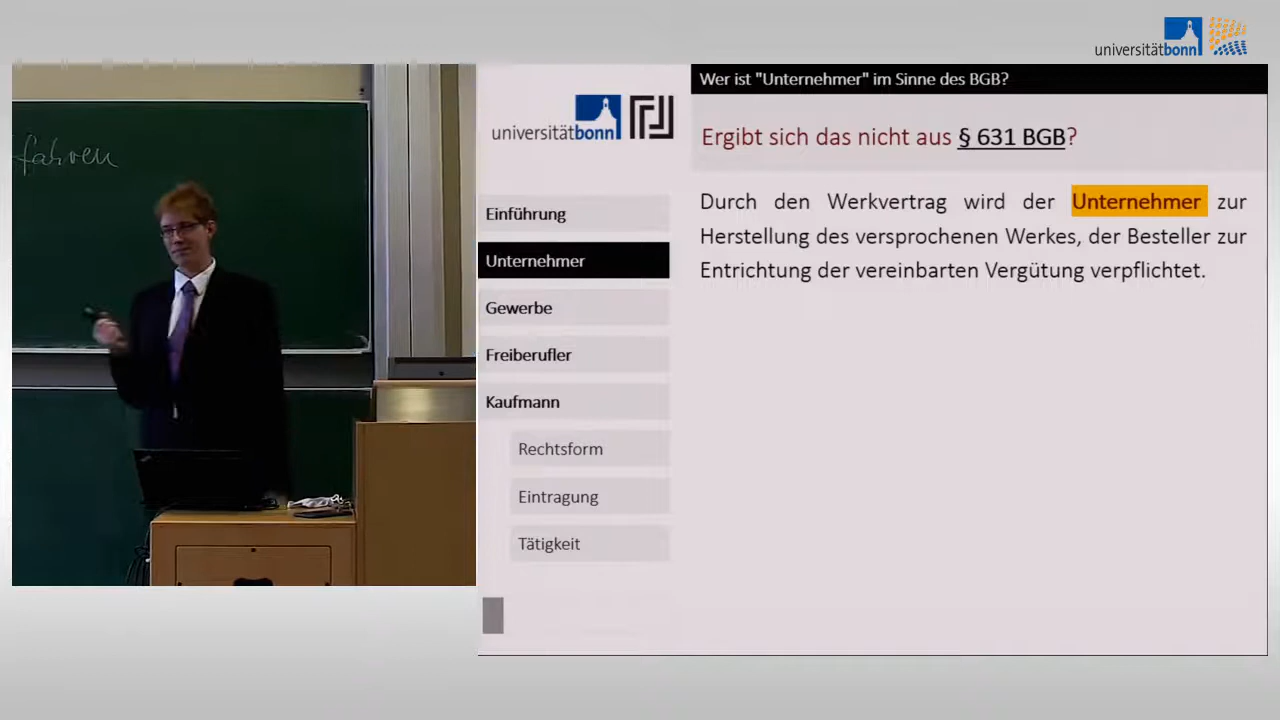 universitätbonn
fahren
universitätbonn
Einführung
Unternehmer
Gewerbe
Freiberufler
Kaufmann
Rechtsform
Eintragung
Tätigkeit
Wer ist "Unternehmer" im Sinne des BGB?
Ergibt sich das nicht aus § 631 BGB?
Durch den Werkvertrag wird der Unternehmer zur
Herstellung des versprochenen Werkes, der Besteller zur
Entrichtung der vereinbarten Vergütung verpflichtet.